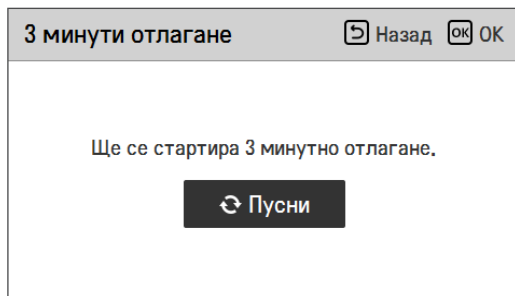 3 минути отлагане Назад OK OK
Ще се стартира 3 минутно отлагане.
Пусни